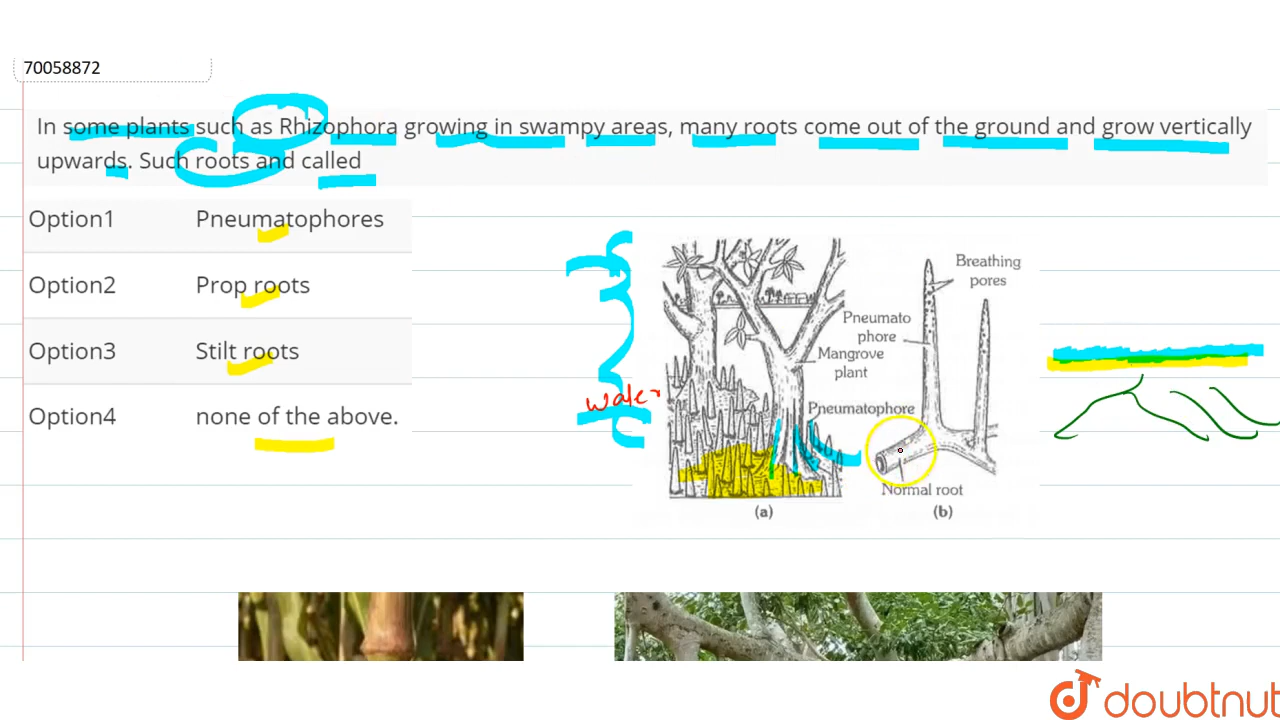 70058872
In some plants such as Rhizophora growing in swampy areas, many roots come out of the ground and grow vertically
upwards. Such roots and called
Option1 Pneumatophores
Option2 Prop roots
Option3 Stilt roots
Option4 none of the above.
Breathing
pores
Pneumato
phore
Mangrove
plant
water
Pneumatophore
Normal root
(a)
(b)
doubtnut